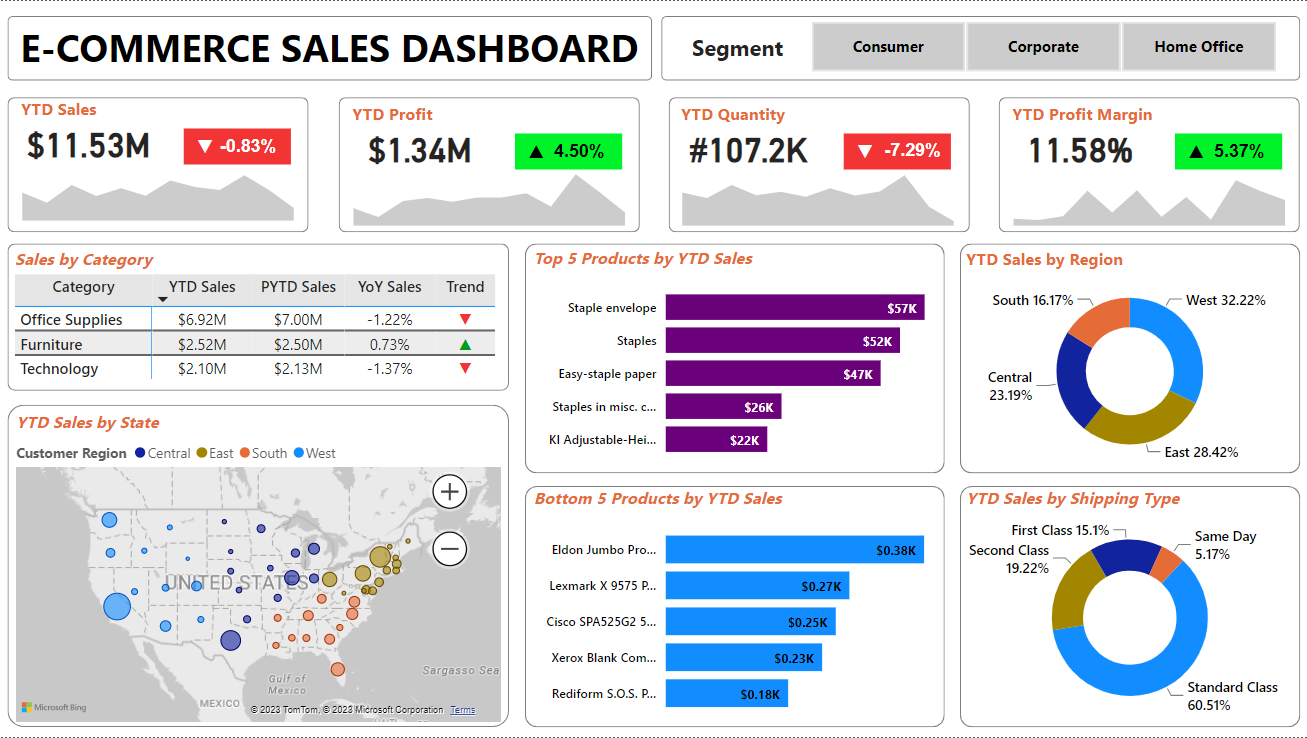 E-COMMERCE SALES DASHBOARD
Segment
Consumer
Corporate
Home Office
YTD Sales
$11.53M
▼ -0.83%
YTD Profit
$1.34M
▲ 4.50%
YTD Quantity
#107.2K
▼ -7.29%
YTD Profit Margin
11.58%
▲ 5.37%
Sales by Category
Category YTD Sales PYTD Sales YoY Sales Trend
Office Supplies $6.92M $7.00M -1.22% ▼
Furniture $2.52M $2.50M 0.73% ▲
Technology $2.10M $2.13M -1.37% ▼
YTD Sales by State
Customer Region Central East South West
UNITED STATES
Gulf of
Mexico
Sargasso Sea
MEXICO
Microsoft Bing
© 2023 TomTom, © 2023 Microsoft Corporation Terms
Top 5 Products by YTD Sales
Staple envelope $57K
Staples $52K
Easy-staple paper $47K
Staples in misc. c... $26K
KI Adjustable-Hei... $22K
Bottom 5 Products by YTD Sales
Eldon Jumbo Pro... $0.38K
Lexmark X 9575 P... $0.27K
Cisco SPA525G2 5... $0.25K
Xerox Blank Com... $0.23K
Rediform S.O.S. P... $0.18K
YTD Sales by Region
South 16.17%
West 32.22%
Central
23.19%
East 28.42%
YTD Sales by Shipping Type
First Class 15.1%
Same Day
5.17%
Second Class
19.22%
Standard Class
60.51%